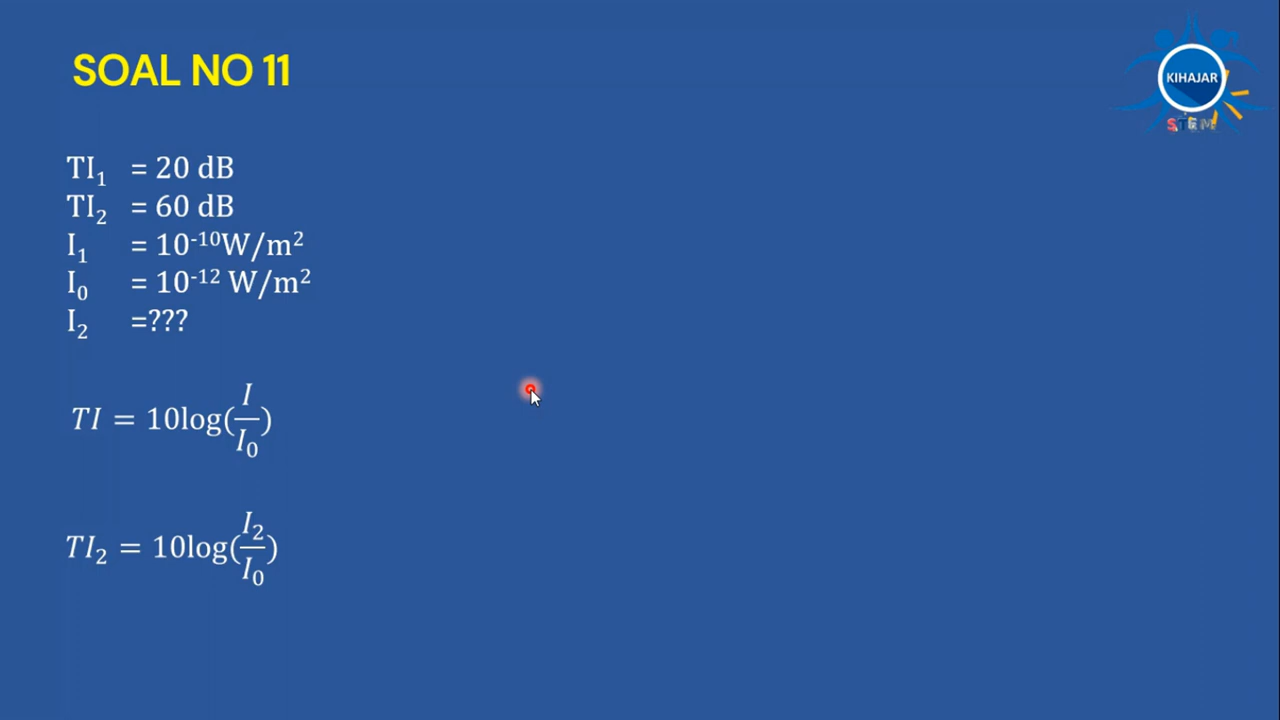 SOAL NO 11
KIHAJAR
STEM
TI₁ = 20 dB
TI₂ = 60 dB
I₁ = 10⁻¹⁰W/m²
I₀ = 10⁻¹² W/m²
I₂ =???
TI = 10log(I/I₀)
TI₂ = 10log(I₂/I₀)